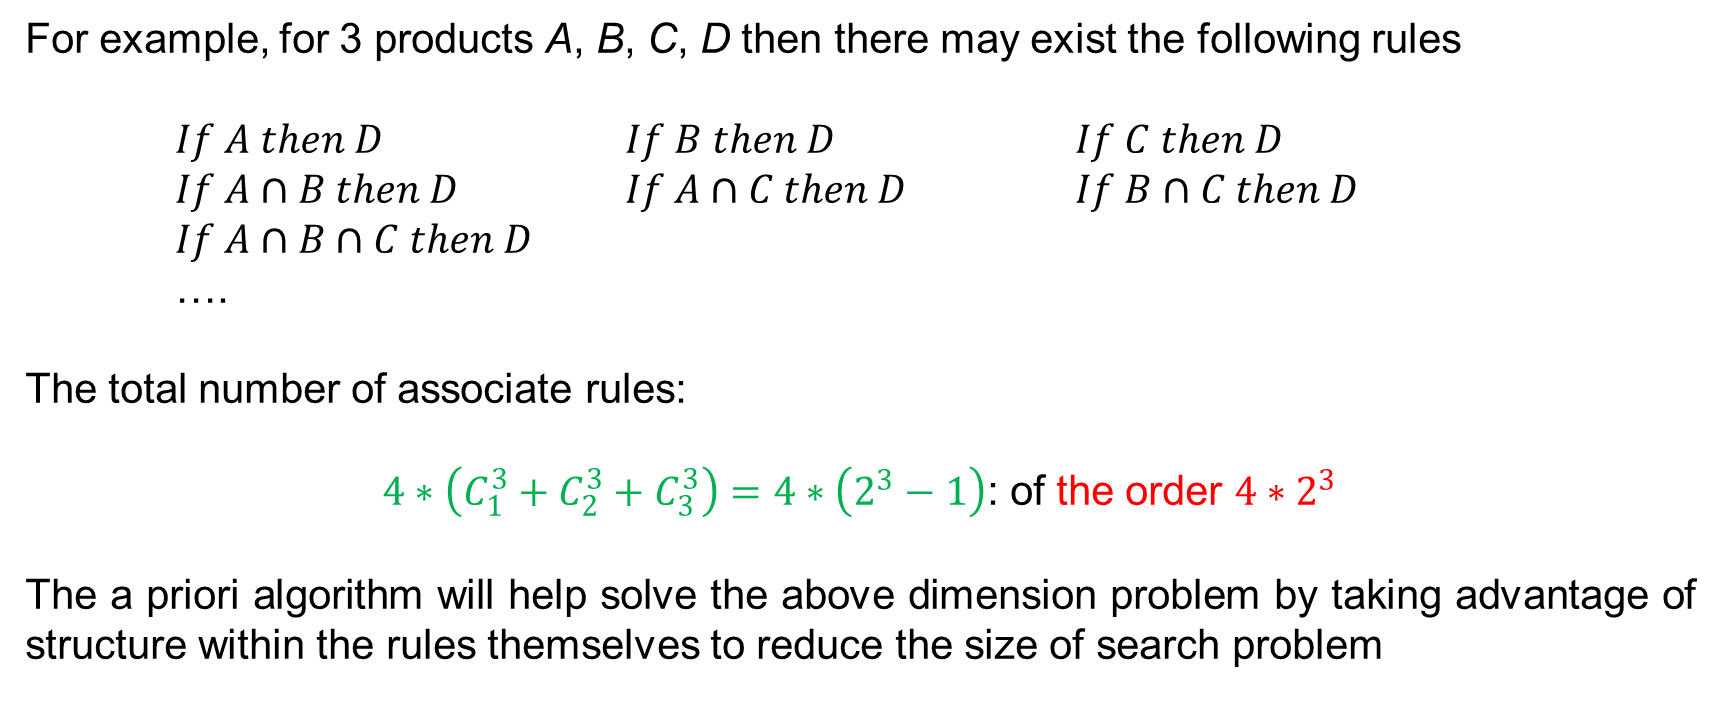 For example, for 3 products A, B, C, D then there may exist the following rules
If A then D If B then D If C then D
If A ∩ B then D If A ∩ C then D If B ∩ C then D
If A ∩ B ∩ C then D
....
The total number of associate rules:
4 * (C₁³ + C₂³ + C₃³) = 4 * (2³ − 1): of the order 4 * 2³
The a priori algorithm will help solve the above dimension problem by taking advantage of
structure within the rules themselves to reduce the size of search problem